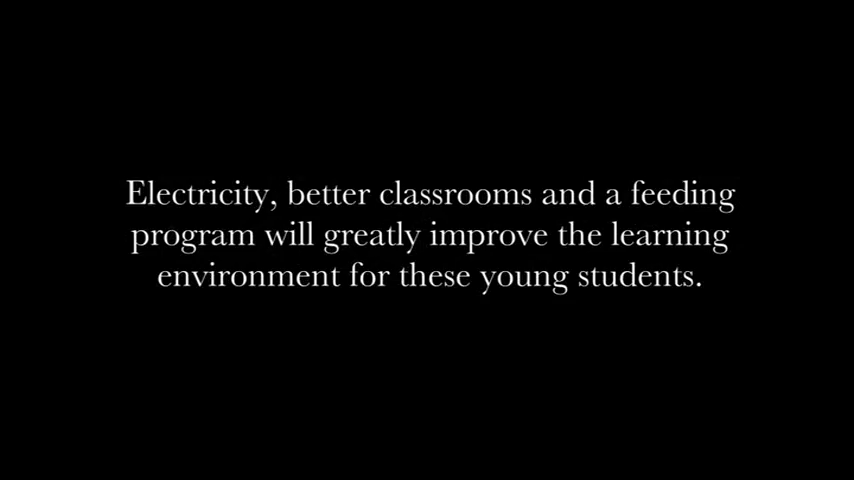 Electricity, better classrooms and a feeding
program will greatly improve the learning
environment for these young students.